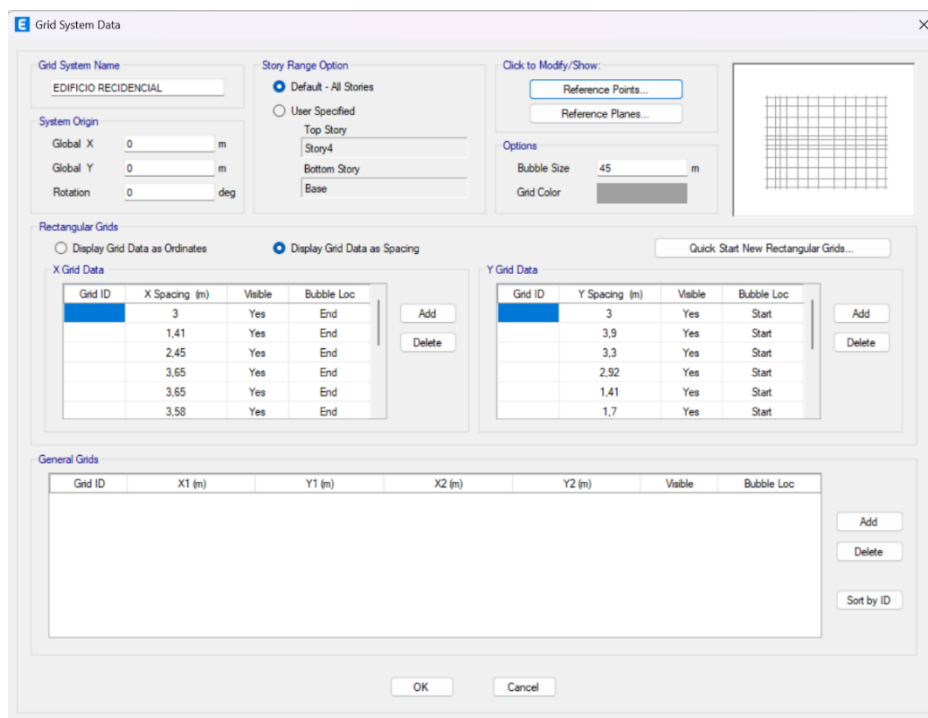 E Grid System Data
Grid System Name
EDIFICIO RECIDENCIAL
System Origin
Global X 0 m
Global Y 0 m
Rotation 0 deg
Story Range Option
Default - All Stories
User Specified
Top Story
Story4
Bottom Story
Base
Click to Modify/Show:
Reference Points...
Reference Planes...
Options
Bubble Size 45 m
Grid Color
Rectangular Grids
Display Grid Data as Ordinates Display Grid Data as Spacing Quick Start New Rectangular Grids...
X Grid Data
Grid ID X Spacing (m) Visible Bubble Loc
3 Yes End
1,41 Yes End
2,45 Yes End
3,65 Yes End
3,65 Yes End
3,58 Yes End
Add
Delete
Y Grid Data
Grid ID Y Spacing (m) Visible Bubble Loc
3 Yes Start
3,9 Yes Start
3,3 Yes Start
2,92 Yes Start
1,41 Yes Start
1,7 Yes Start
Add
Delete
General Grids
Grid ID X1 (m) Y1 (m) X2 (m) Y2 (m) Visible Bubble Loc
Add
Delete
Sort by ID
OK Cancel